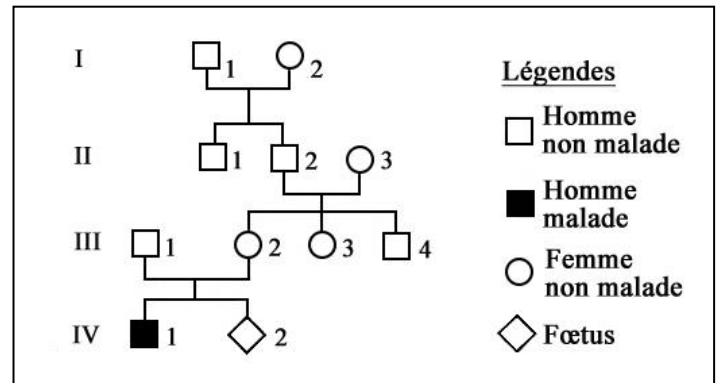 I
1
2
II
1
2
3
III
1
2
3
4
IV
1
2
Légendes
Homme
non malade
Homme
malade
Femme
non malade
Fœtus